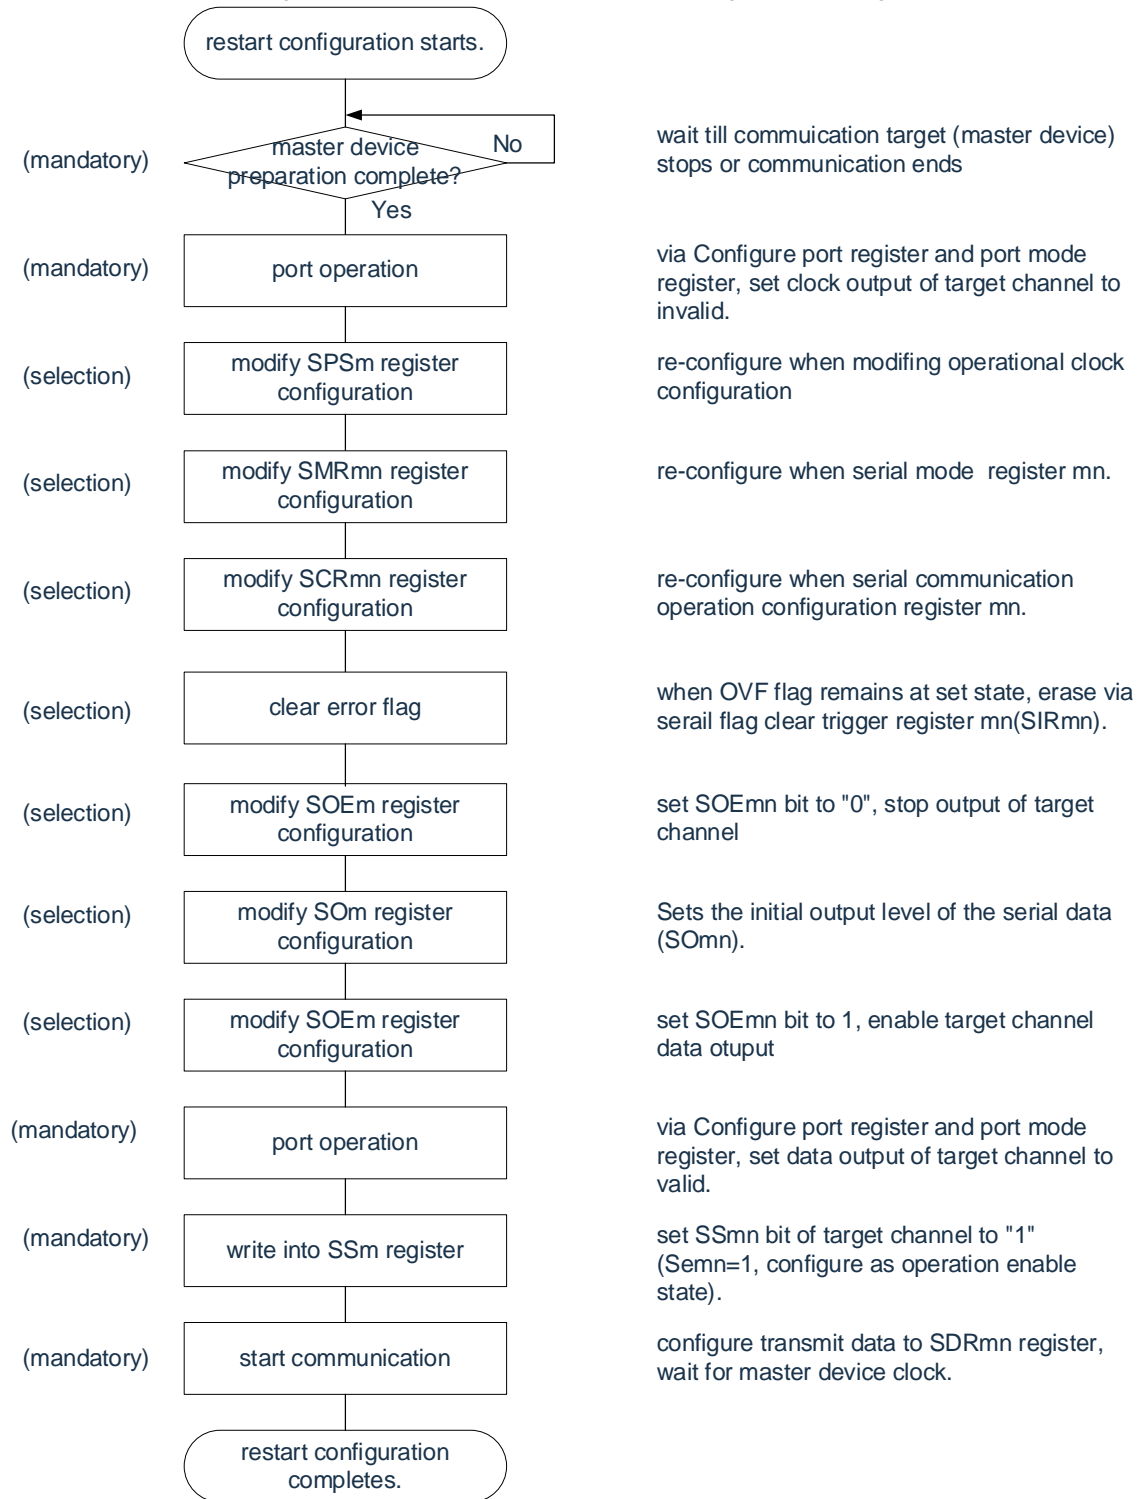 restart configuration starts.
(mandatory)
master device
preparation complete?
No
Yes
wait till commuication target (master device)
stops or communication ends
(mandatory)
port operation
via Configure port register and port mode
register, set clock output of target channel to
invalid.
(selection)
modify SPSm register
configuration
re-configure when modifing operational clock
configuration
(selection)
modify SMRmn register
configuration
re-configure when serial mode  register mn.
(selection)
modify SCRmn register
configuration
re-configure when serial communication
operation configuration register mn.
(selection)
clear error flag
when OVF flag remains at set state, erase via
serail flag clear trigger register mn(SIRmn).
(selection)
modify SOEm register
configuration
set SOEmn bit to "0", stop output of target
channel
(selection)
modify SOm register
configuration
Sets the initial output level of the serial data
(SOmn).
(selection)
modify SOEm register
configuration
set SOEmn bit to 1, enable target channel
data otuput
(mandatory)
port operation
via Configure port register and port mode
register, set data output of target channel to
valid.
(mandatory)
write into SSm register
set SSmn bit of target channel to "1"
(Semn=1, configure as operation enable
state).
(mandatory)
start communication
configure transmit data to SDRmn register,
wait for master device clock.
restart configuration
completes.